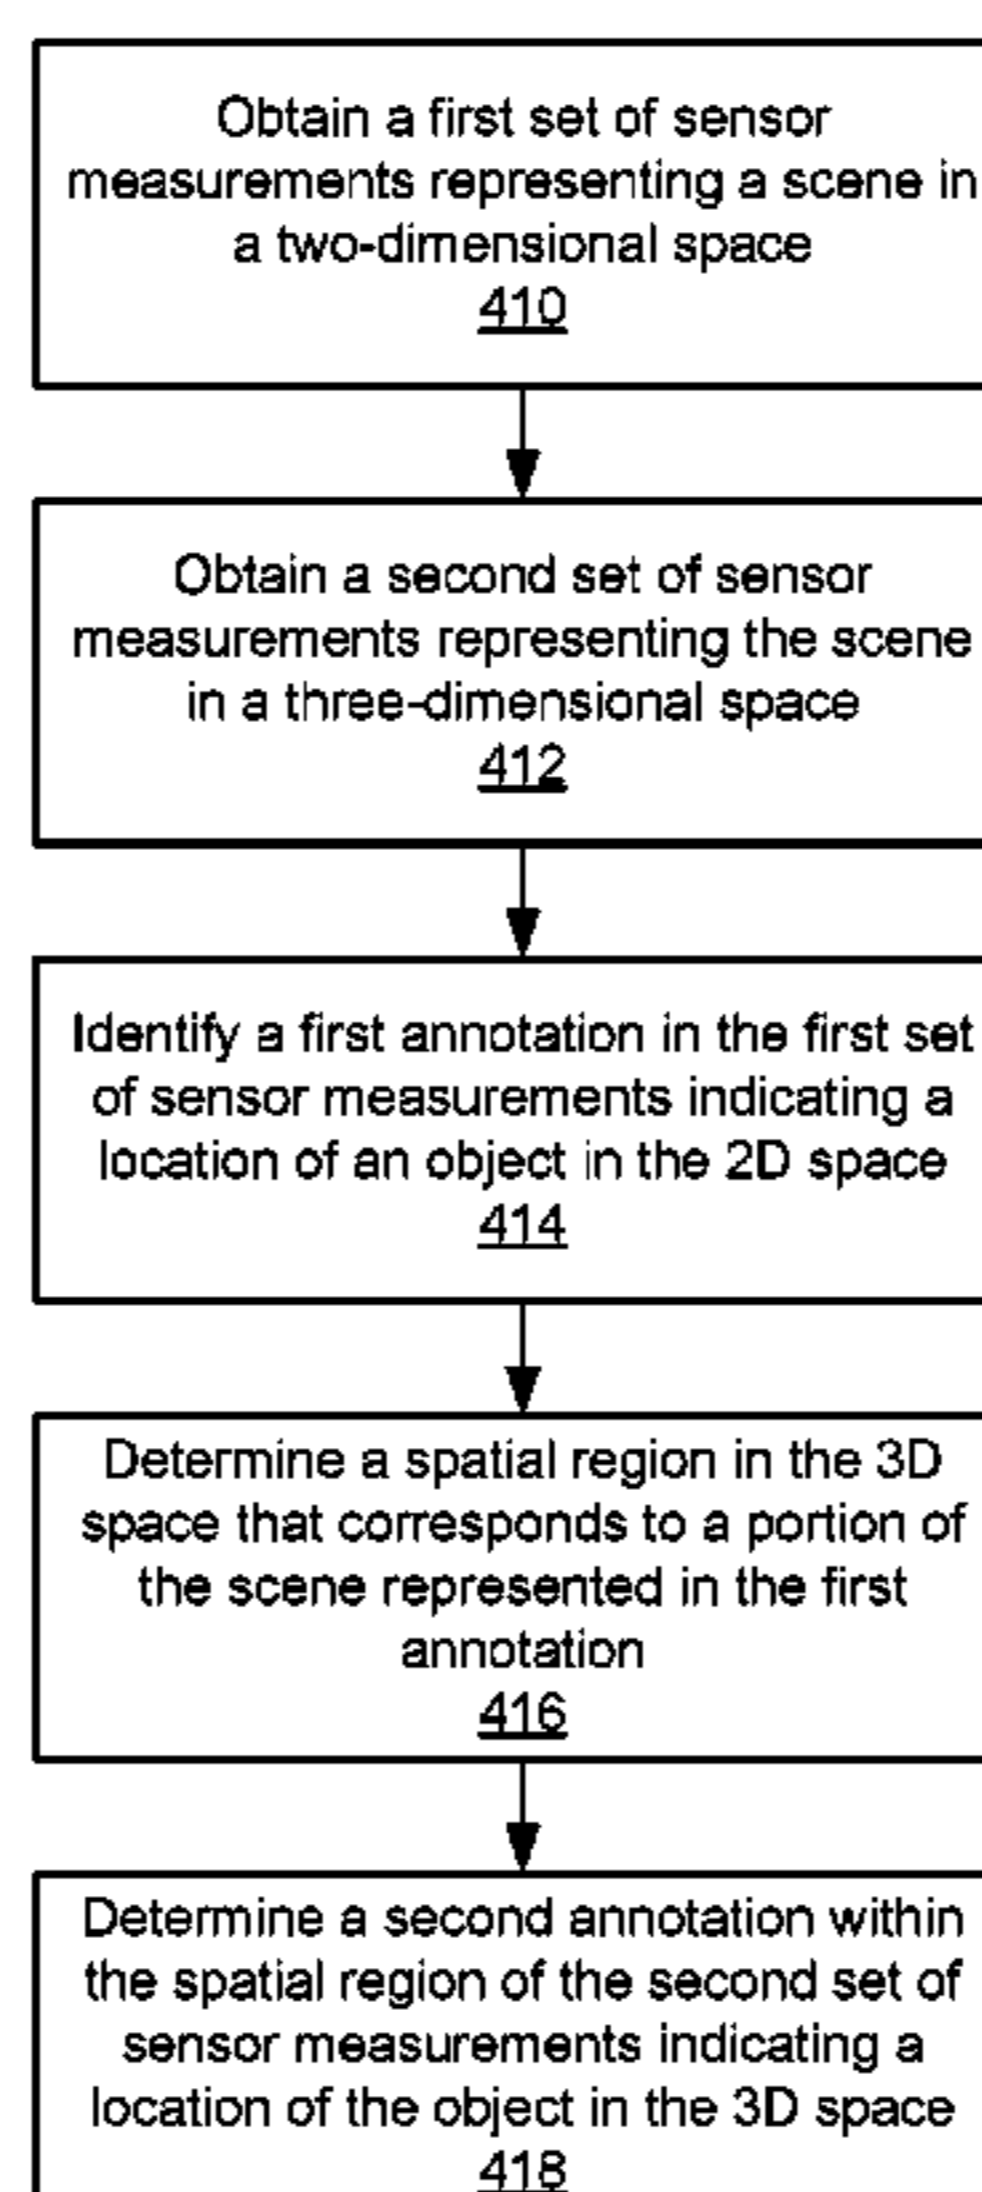 Obtain a first set of sensor
measurements representing a scene in
a two-dimensional space
410
Obtain a second set of sensor
measurements representing the scene
in a three-dimensional space
412
Identify a first annotation in the first set
of sensor measurements indicating a
location of an object in the 2D space
414
Determine a spatial region in the 3D
space that corresponds to a portion of
the scene represented in the first
annotation
416
Determine a second annotation within
the spatial region of the second set of
sensor measurements indicating a
location of the object in the 3D space
418